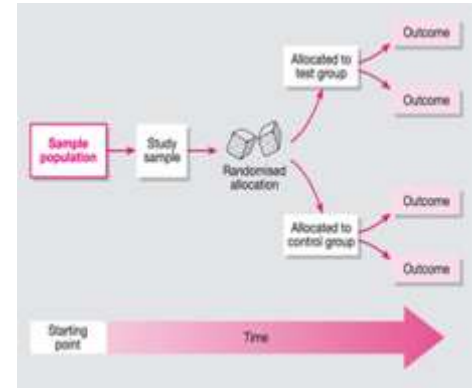 Outcome
Allocated to
test group
Outcome
Sample
population
Study
sample
Randomised
allocation
Outcome
Allocated to
control group
Outcome
Starting
point
Time